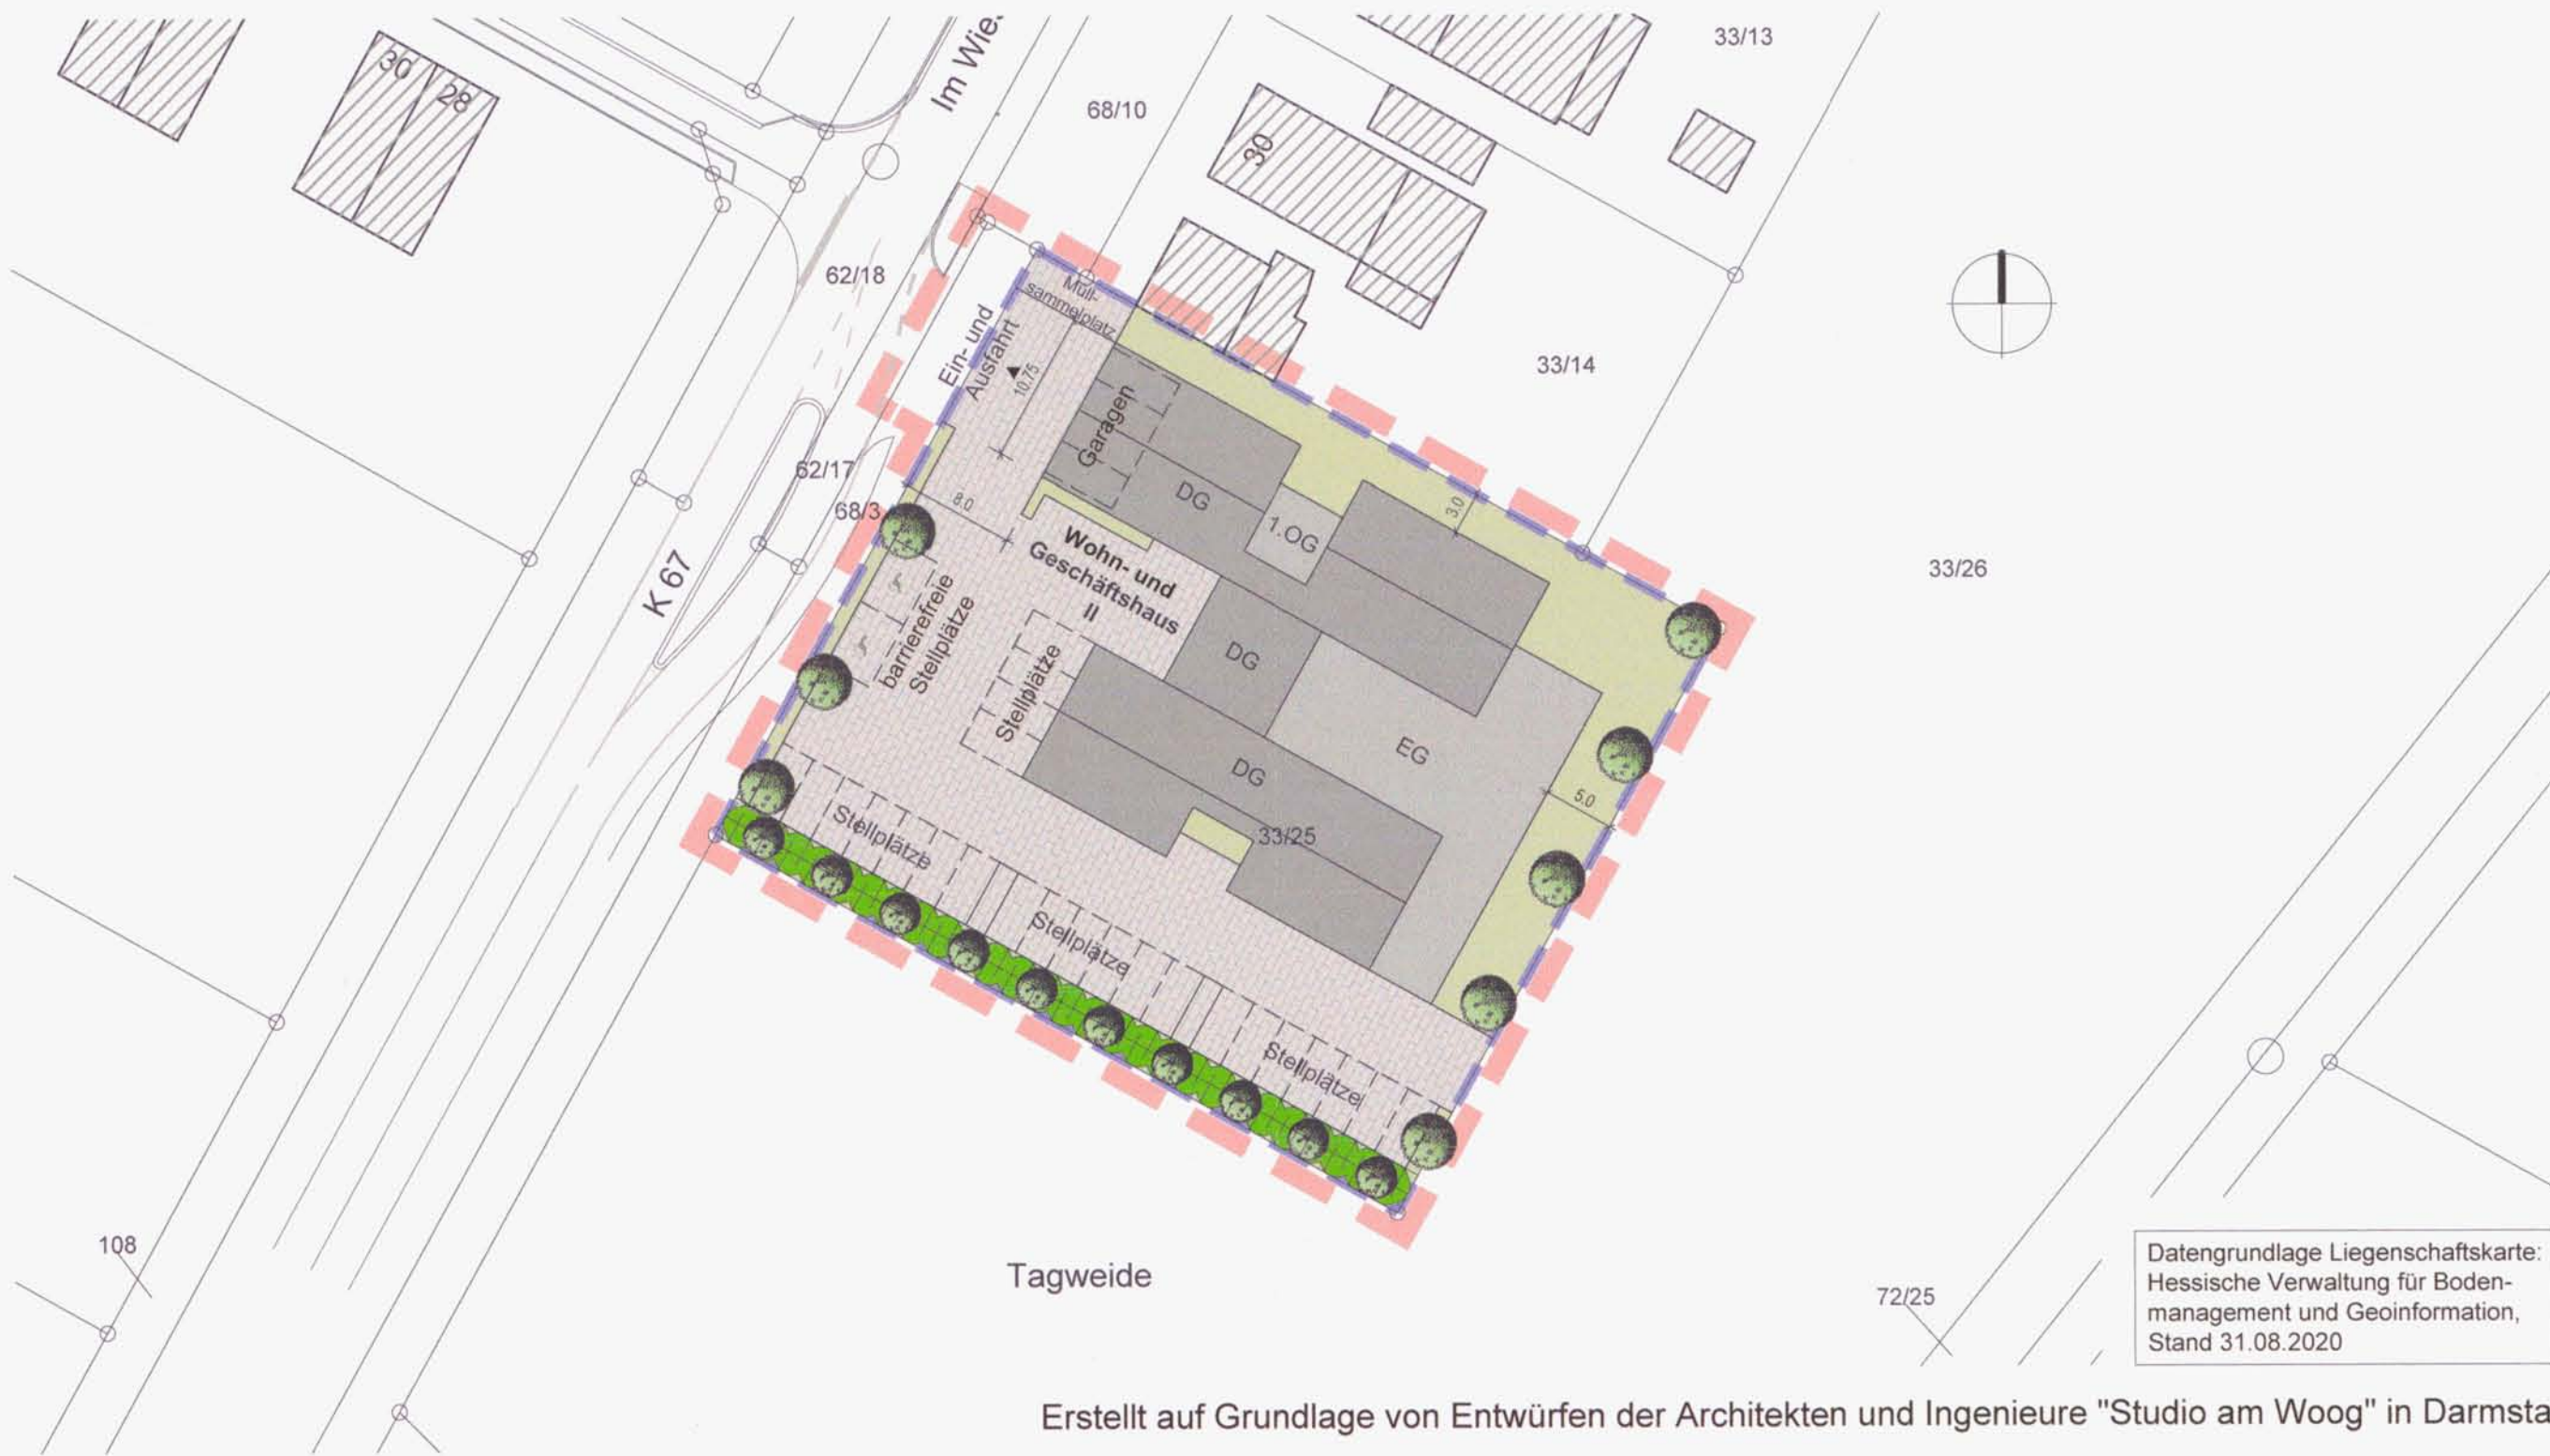 30
28
Im Wies
33/13
68/10
30
62/18
Müll-
sammelplatz
Ein- und
Ausfahrt
10,75
33/14
Garagen
62/17
68/3
8.0
DG
1.OG
3.0
Wohn- und
Geschäftshaus
II
33/26
K 67
barrierefreie
Stellplätze
Stellplätze
DG
EG
DG
5.0
33/25
Stellplätze
Stellplätze
Stellplätze
108
Tagweide
72/25
Datengrundlage Liegenschaftskarte:
Hessische Verwaltung für Boden-
management und Geoinformation,
Stand 31.08.2020
Erstellt auf Grundlage von Entwürfen der Architekten und Ingenieure "Studio am Woog" in Darmsta